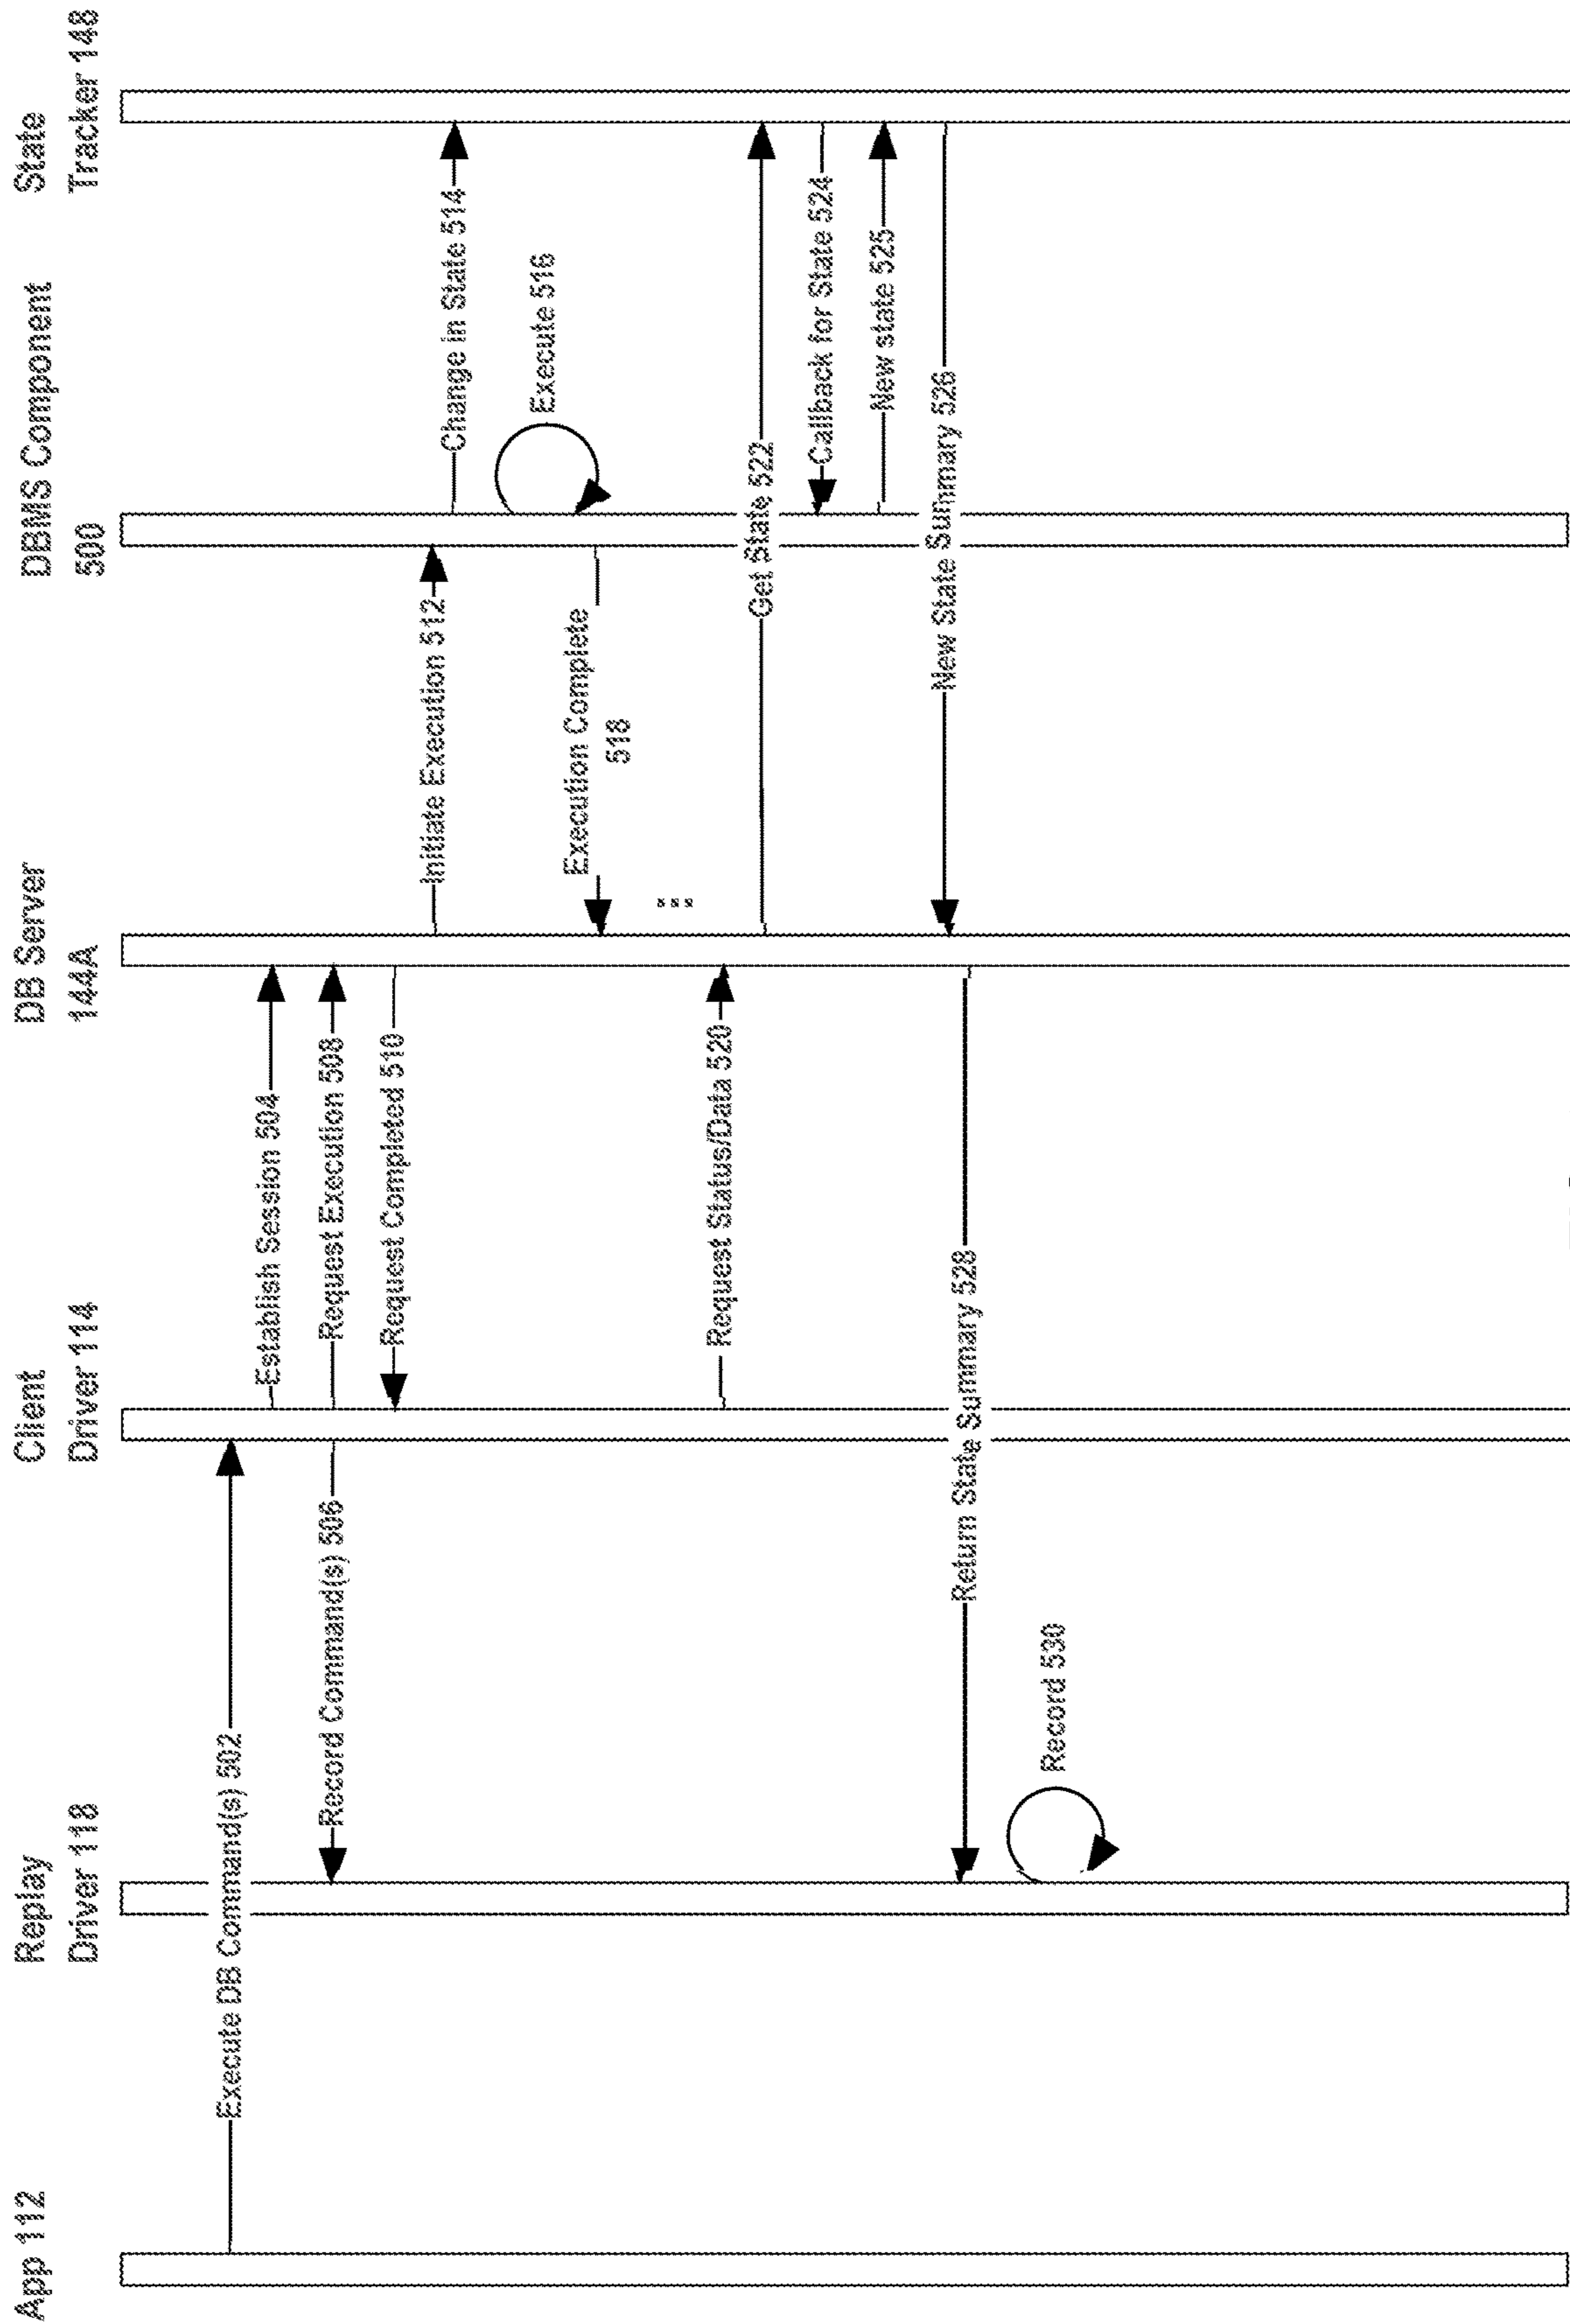 App 112
Replay
Driver 118
Client
Driver 114
DB Server
144A
DBMS Component
500
State
Tracker 148
Execute DB Command(s) 502
Establish Session 504
Record Command(s) 506
Request Execution 508
Request Completed 510
Initiate Execution 512
Change in State 514
Execute 516
Execution Complete
518
...
Request Status/Data 520
Get State 522
Callback for State 524
New state 525
New State Summary 526
Return State Summary 528
Record 530